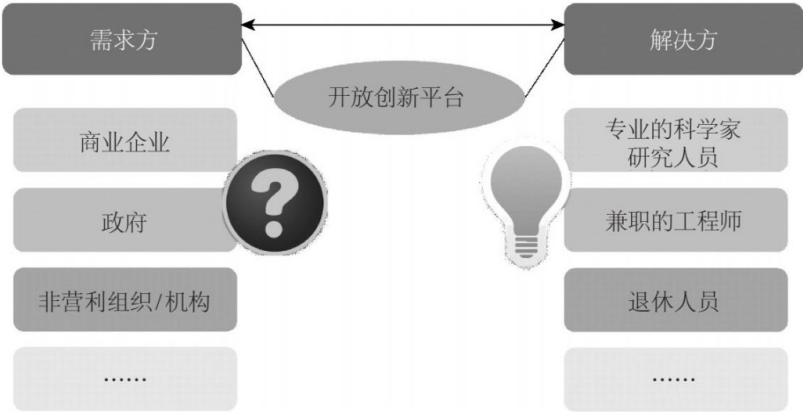 需求方
解决方
开放创新平台
商业企业
政府
非营利组织/机构
……
?
专业的科学家
研究人员
兼职的工程师
退休人员
……